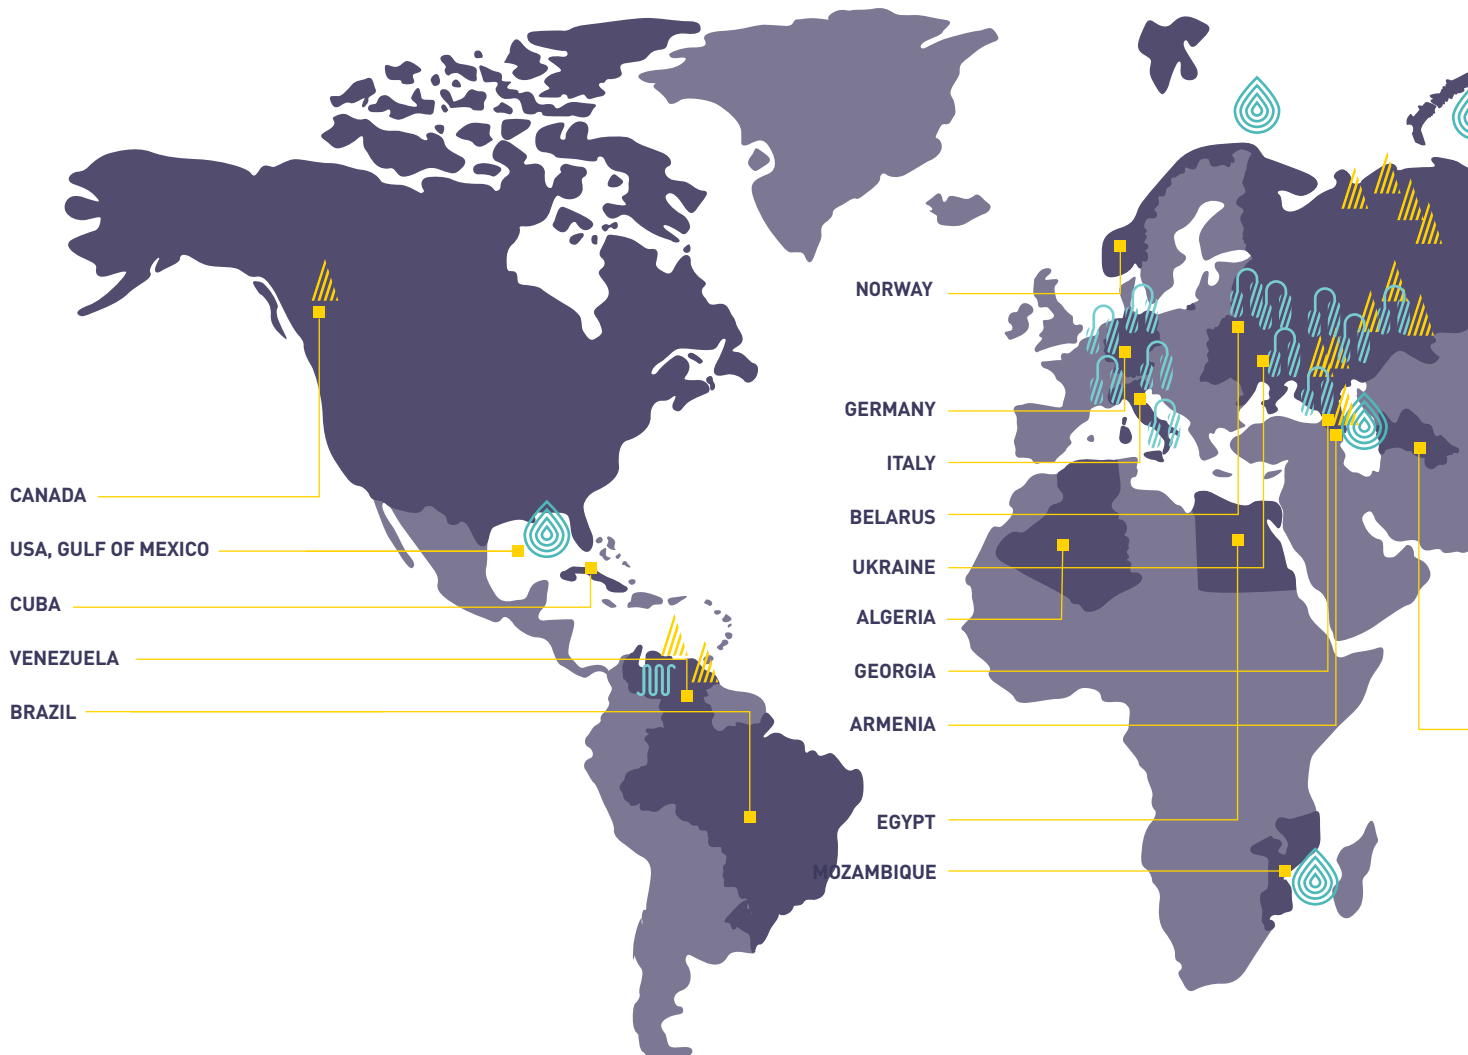 CANADA
USA, GULF OF MEXICO
CUBA
VENEZUELA
BRAZIL
NORWAY
GERMANY
ITALY
BELARUS
UKRAINE
ALGERIA
GEORGIA
ARMENIA
EGYPT
MOZAMBIQUE